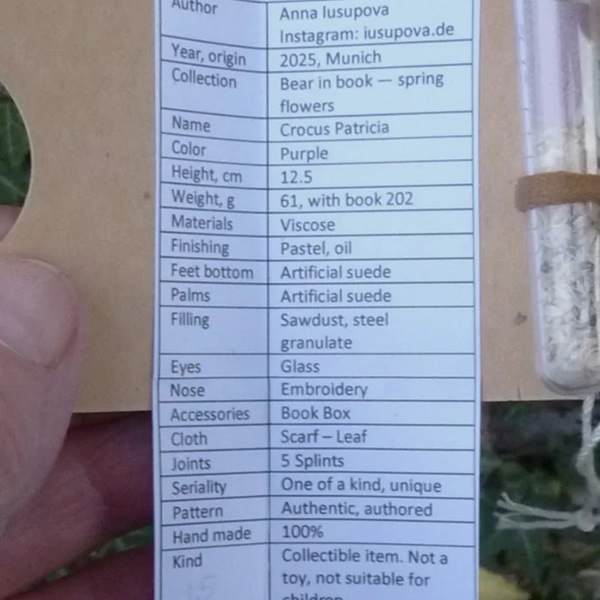 Author Anna Iusupova
Instagram: iusupova.de
Year, origin 2025, Munich
Collection Bear in book — spring
flowers
Name Crocus Patricia
Color Purple
Height, cm 12.5
Weight, g 61, with book 202
Materials Viscose
Finishing Pastel, oil
Feet bottom Artificial suede
Palms Artificial suede
Filling Sawdust, steel
granulate
Eyes Glass
Nose Embroidery
Accessories Book Box
Cloth Scarf – Leaf
Joints 5 Splints
Seriality One of a kind, unique
Pattern Authentic, authored
Hand made 100%
Kind Collectible item. Not a
toy, not suitable for
children